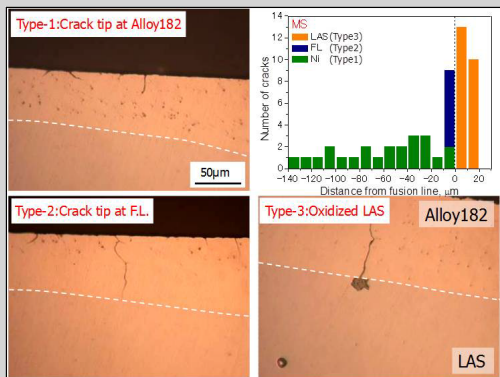 Type-1:Crack tip at Alloy182
50µm
MS
LAS(Type3)
FL (Type2)
Ni (Type1)
Number of cracks
14
12
10
8
6
4
2
0
-140 -120 -100 -80 -60 -40 -20 0 20
Distance from fusion line, µm
Type-2:Crack tip at F.L.
Type-3:Oxidized LAS
Alloy182
LAS